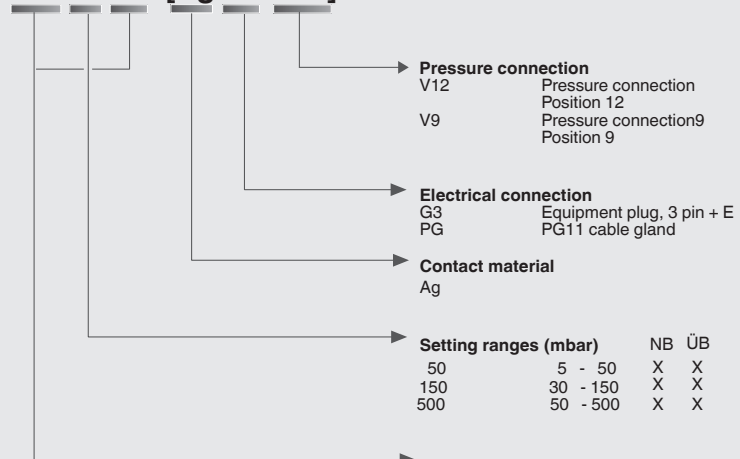 Pressure connection
V12 Pressure connection
Position 12
V9 Pressure connection9
Position 9
Electrical connection
G3 Equipment plug, 3 pin + E
PG PG11 cable gland
Contact material
Ag
Setting ranges (mbar) NB ÜB
50 5 - 50 X X
150 30 - 150 X X
500 50 - 500 X X